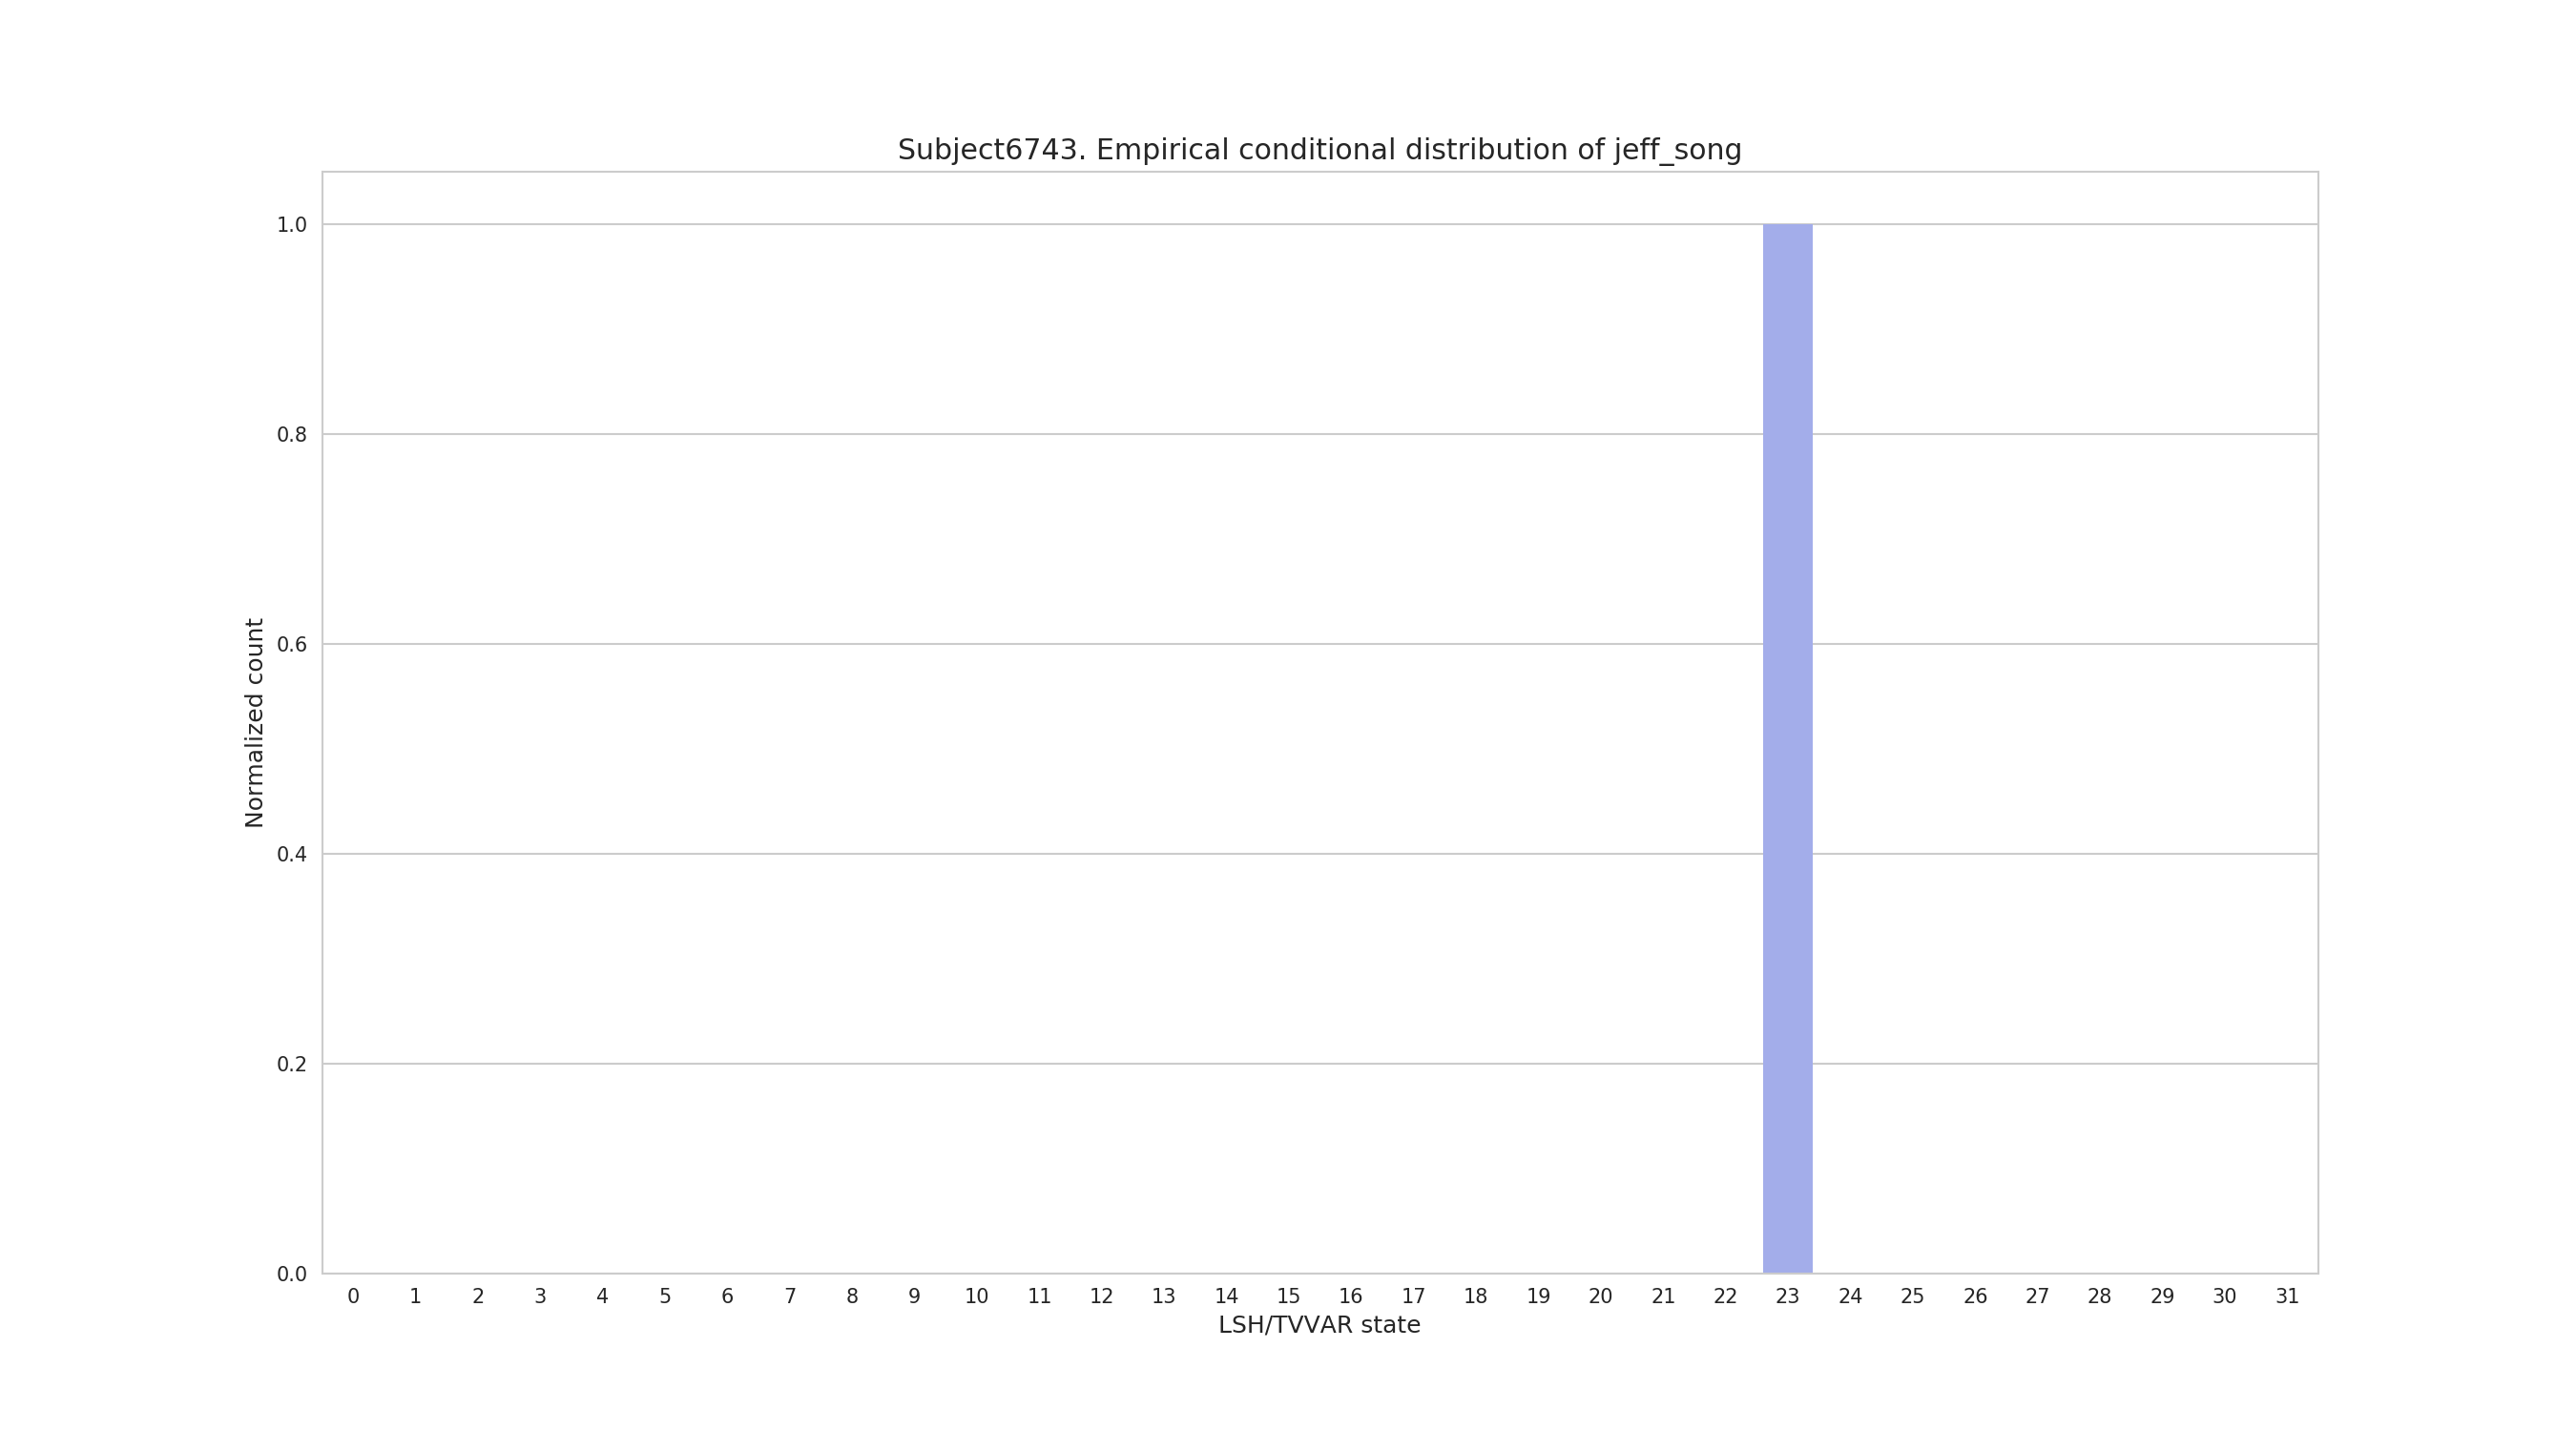 Subject6743. Empirical conditional distribution of jeff_song
1.0
0.8
0.6
0.4
0.2
0.0
Normalized count
0 1 2 3 4 5 6 7 8 9 10 11 12 13 14 15 16 17 18 19 20 21 22 23 24 25 26 27 28 29 30 31
LSH/TVVAR state